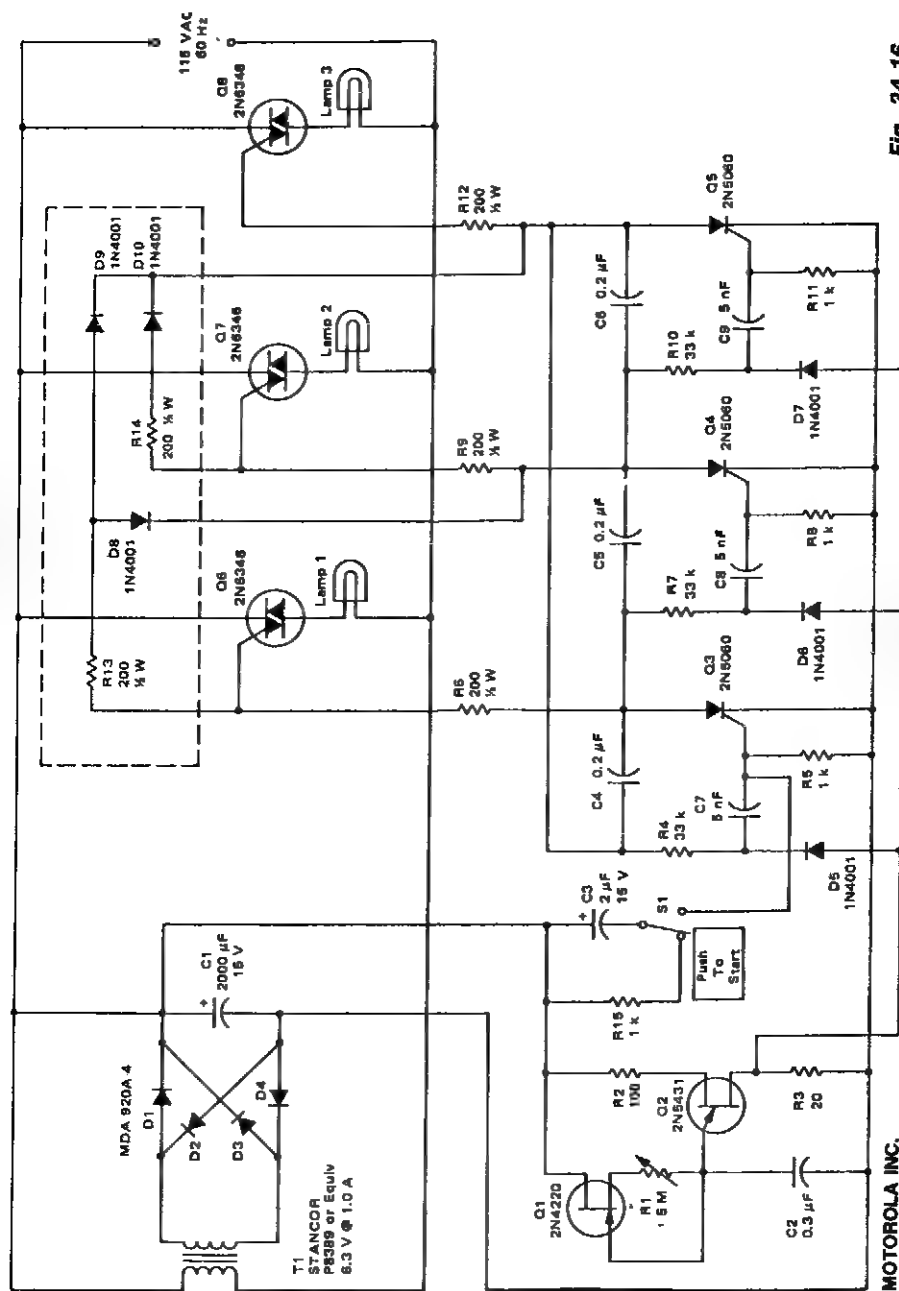 115 VAC
60 Hz
Q8
2N6346
Lamp 3
D9
1N4001
D10
1N4001
R14
200 ½ W
Q7
2N6346
Lamp 2
D8
1N4001
R13
200
½ W
Q6
2N6346
Lamp 1
R12
200
½ W
R9
200
½ W
R6
200
½ W
MDA 920A-4
D1
D2
D3
D4
C1
2000 µF
15 V
T1
STANCOR
P8389 or Equiv
6.3 V @ 1.0 A
C4 0.2 µF
C5 0.2 µF
C6 0.2 µF
Q3
2N5060
Q4
2N5060
Q5
2N5060
R4
33 k
R7
33 k
R10
33 k
C7
5 nF
C8 5 nF
C9 5 nF
R5
1 k
R8
1 k
R11
1 k
D5
1N4001
D6
1N4001
D7
1N4001
C3
2 µF
15 V
S1
Push
To
Start
R15
1 k
R2
100
Q2
2N5431
R3
20
Q1
2N4220
R1
1.5 M
C2
0.3 µF
MOTOROLA INC.